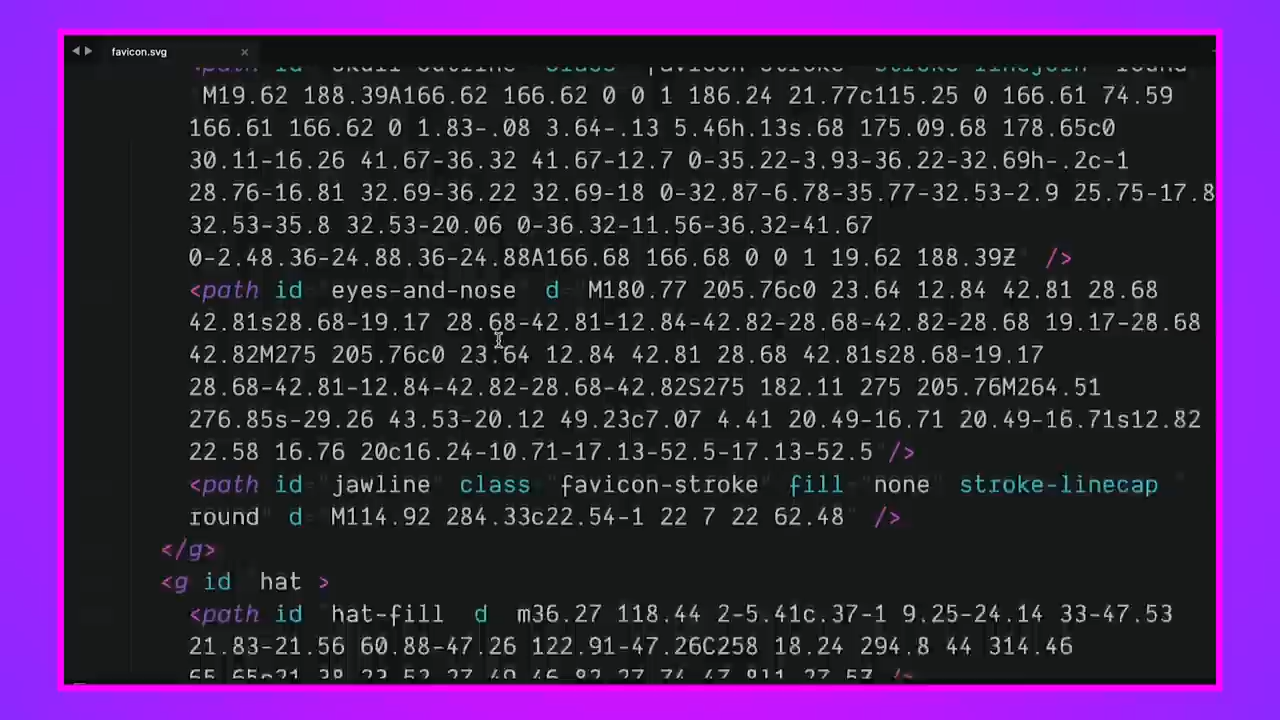 favicon.svg
<path id skull-outline class favicon-stroke stroke-linejoin round
M19.62 188.39A166.62 166.62 0 0 1 186.24 21.77c115.25 0 166.61 74.59
166.61 166.62 0 1.83-.08 3.64-.13 5.46h.13s.68 175.09.68 178.65c0
30.11-16.26 41.67-36.32 41.67-12.7 0-35.22-3.93-36.22-32.69h-.2c-1
28.76-16.81 32.69-36.22 32.69-18 0-32.87-6.78-35.77-32.53-2.9 25.75-17.8
32.53-35.8 32.53-20.06 0-36.32-11.56-36.32-41.67
0-2.48.36-24.88.36-24.88A166.68 166.68 0 0 1 19.62 188.39Z />
<path id "eyes-and-nose" d="M180.77 205.76c0 23.64 12.84 42.81 28.68
42.81s28.68-19.17 28.68-42.81-12.84-42.82-28.68-42.82-28.68 19.17-28.68
42.82M275 205.76c0 23.64 12.84 42.81 28.68 42.81s28.68-19.17
28.68-42.81-12.84-42.82-28.68-42.82S275 182.11 275 205.76M264.51
276.85s-29.26 43.53-20.12 49.23c7.07 4.41 20.49-16.71 20.49-16.71s12.82
22.58 16.76 20c16.24-10.71-17.13-52.5-17.13-52.5"/>
<path id="jawline" class="favicon-stroke" fill="none" stroke-linecap="
round" d="M114.92 284.33c22.54-1 22 7 22 62.48" />
</g>
<g id hat >
<path id hat-fill d m36.27 118.44 2-5.41c.37-1 9.25-24.14 33-47.53
21.83-21.56 60.88-47.26 122.91-47.26C258 18.24 294.8 44 314.46